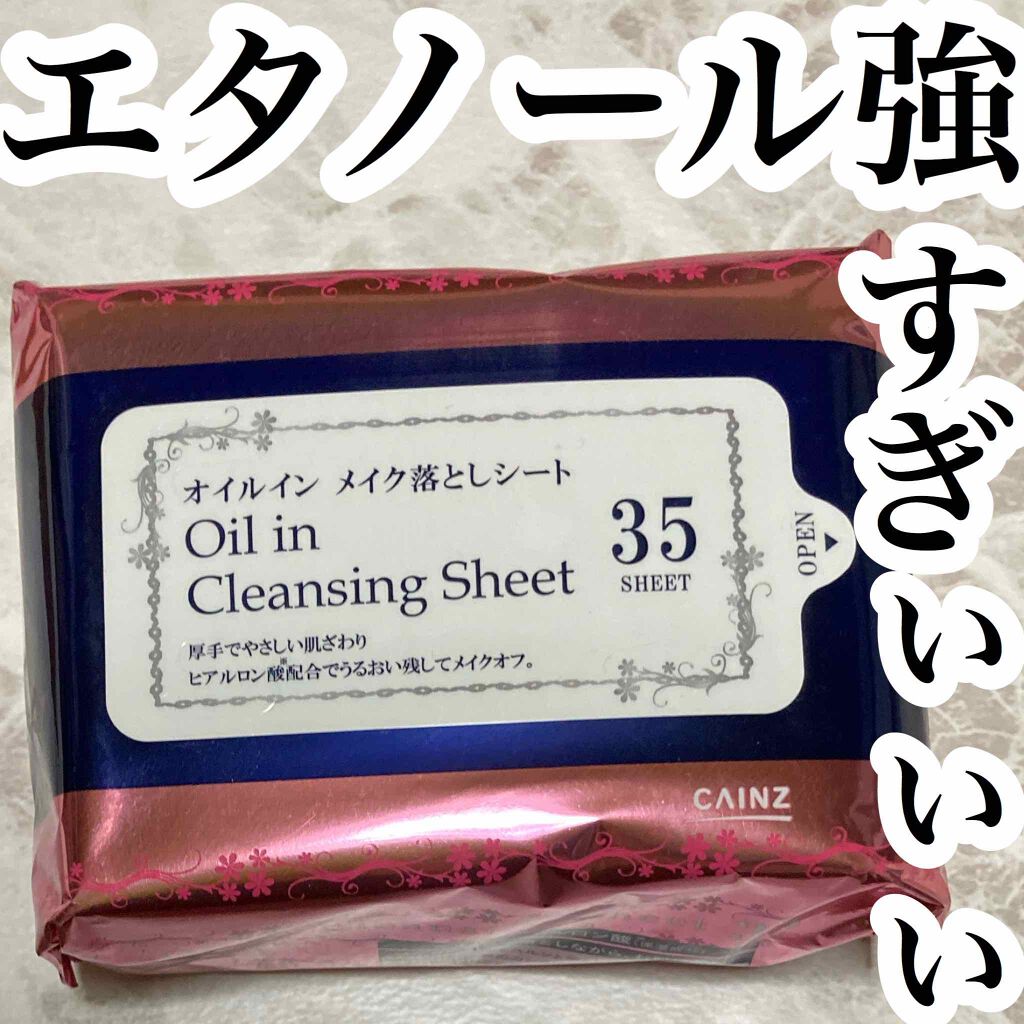 エタノール強
すぎぃぃぃ
オイルイン メイク落としシート
Oil in
Cleansing Sheet
35
SHEET
OPEN
厚手でやさしい肌ざわり
ヒアルロン酸※配合でうるおい残してメイクオフ。
CAINZ